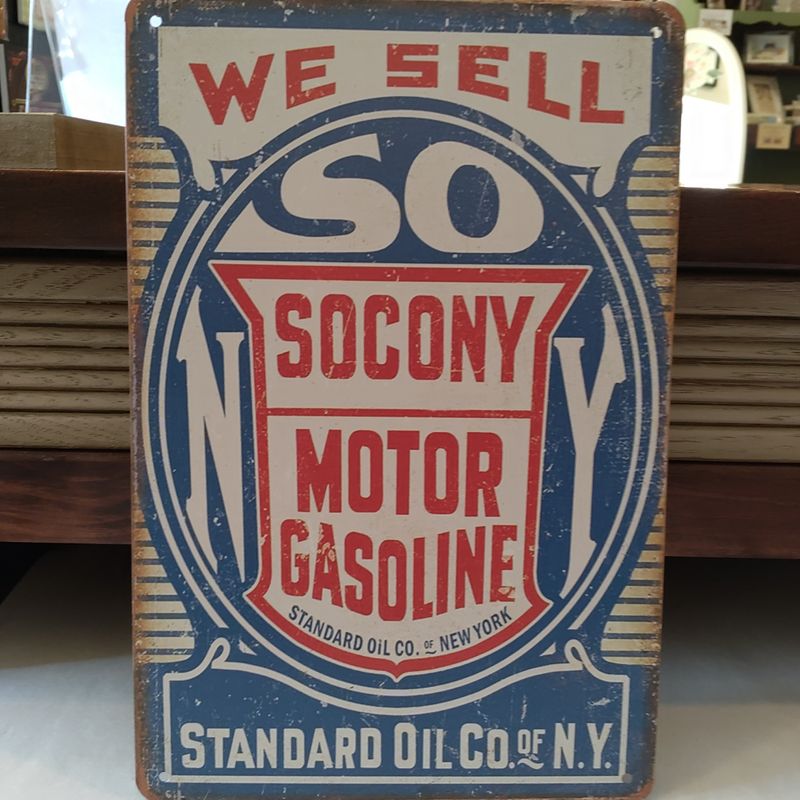 WE SELL
SO
N Y
SOCONY
MOTOR
GASOLINE
STANDARD OIL CO. OF NEW YORK
STANDARD OIL CO. OF N.Y.